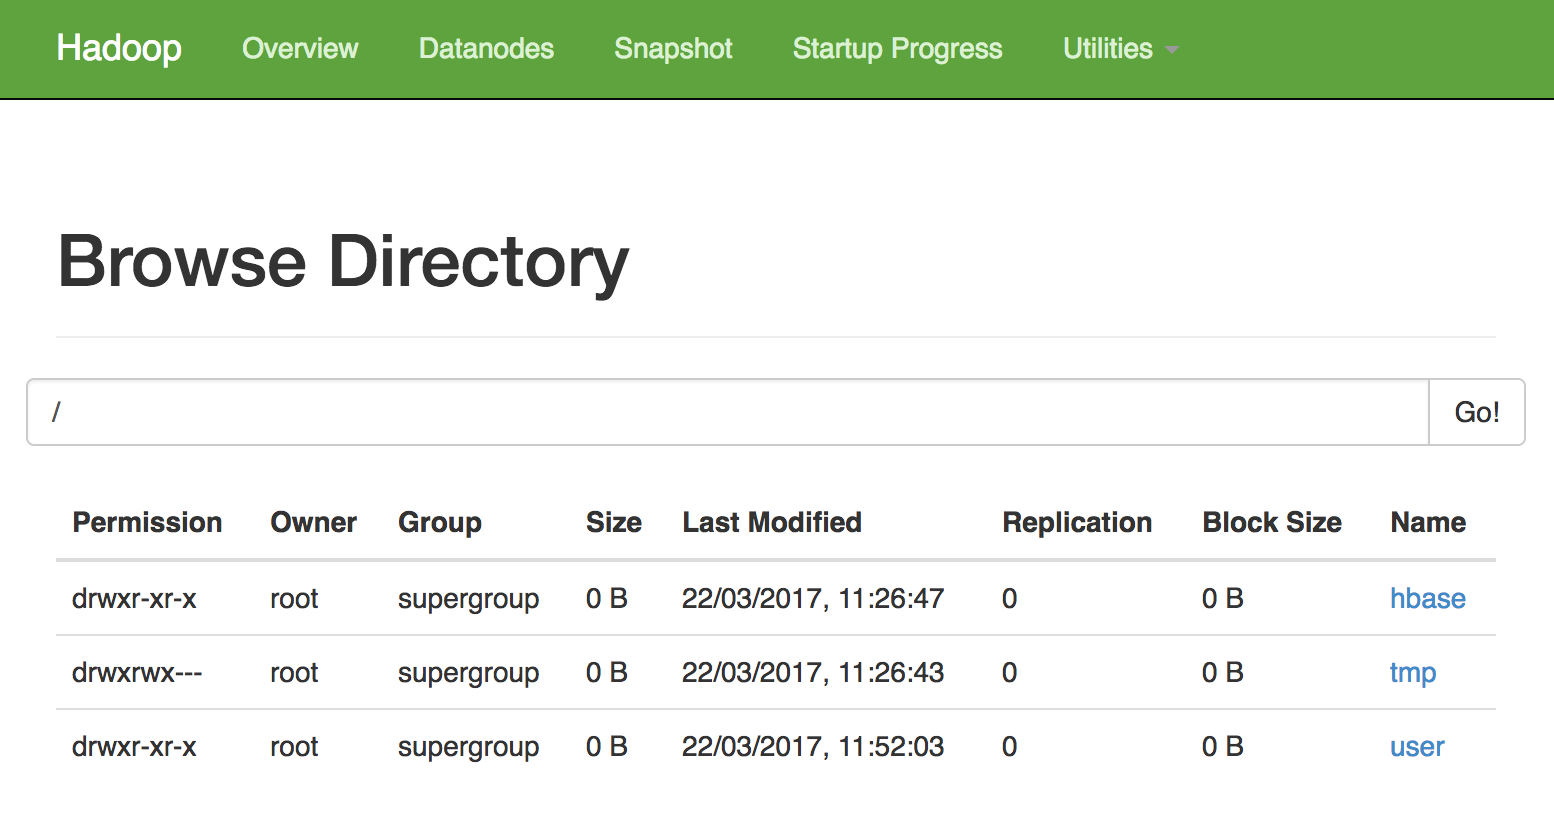 Hadoop Overview Datanodes Snapshot Startup Progress Utilities
Browse Directory
/ Go!
Permission Owner Group Size Last Modified Replication Block Size Name
drwxr-xr-x root supergroup 0 B 22/03/2017, 11:26:47 0 0 B hbase
drwxrwx--- root supergroup 0 B 22/03/2017, 11:26:43 0 0 B tmp
drwxr-xr-x root supergroup 0 B 22/03/2017, 11:52:03 0 0 B user